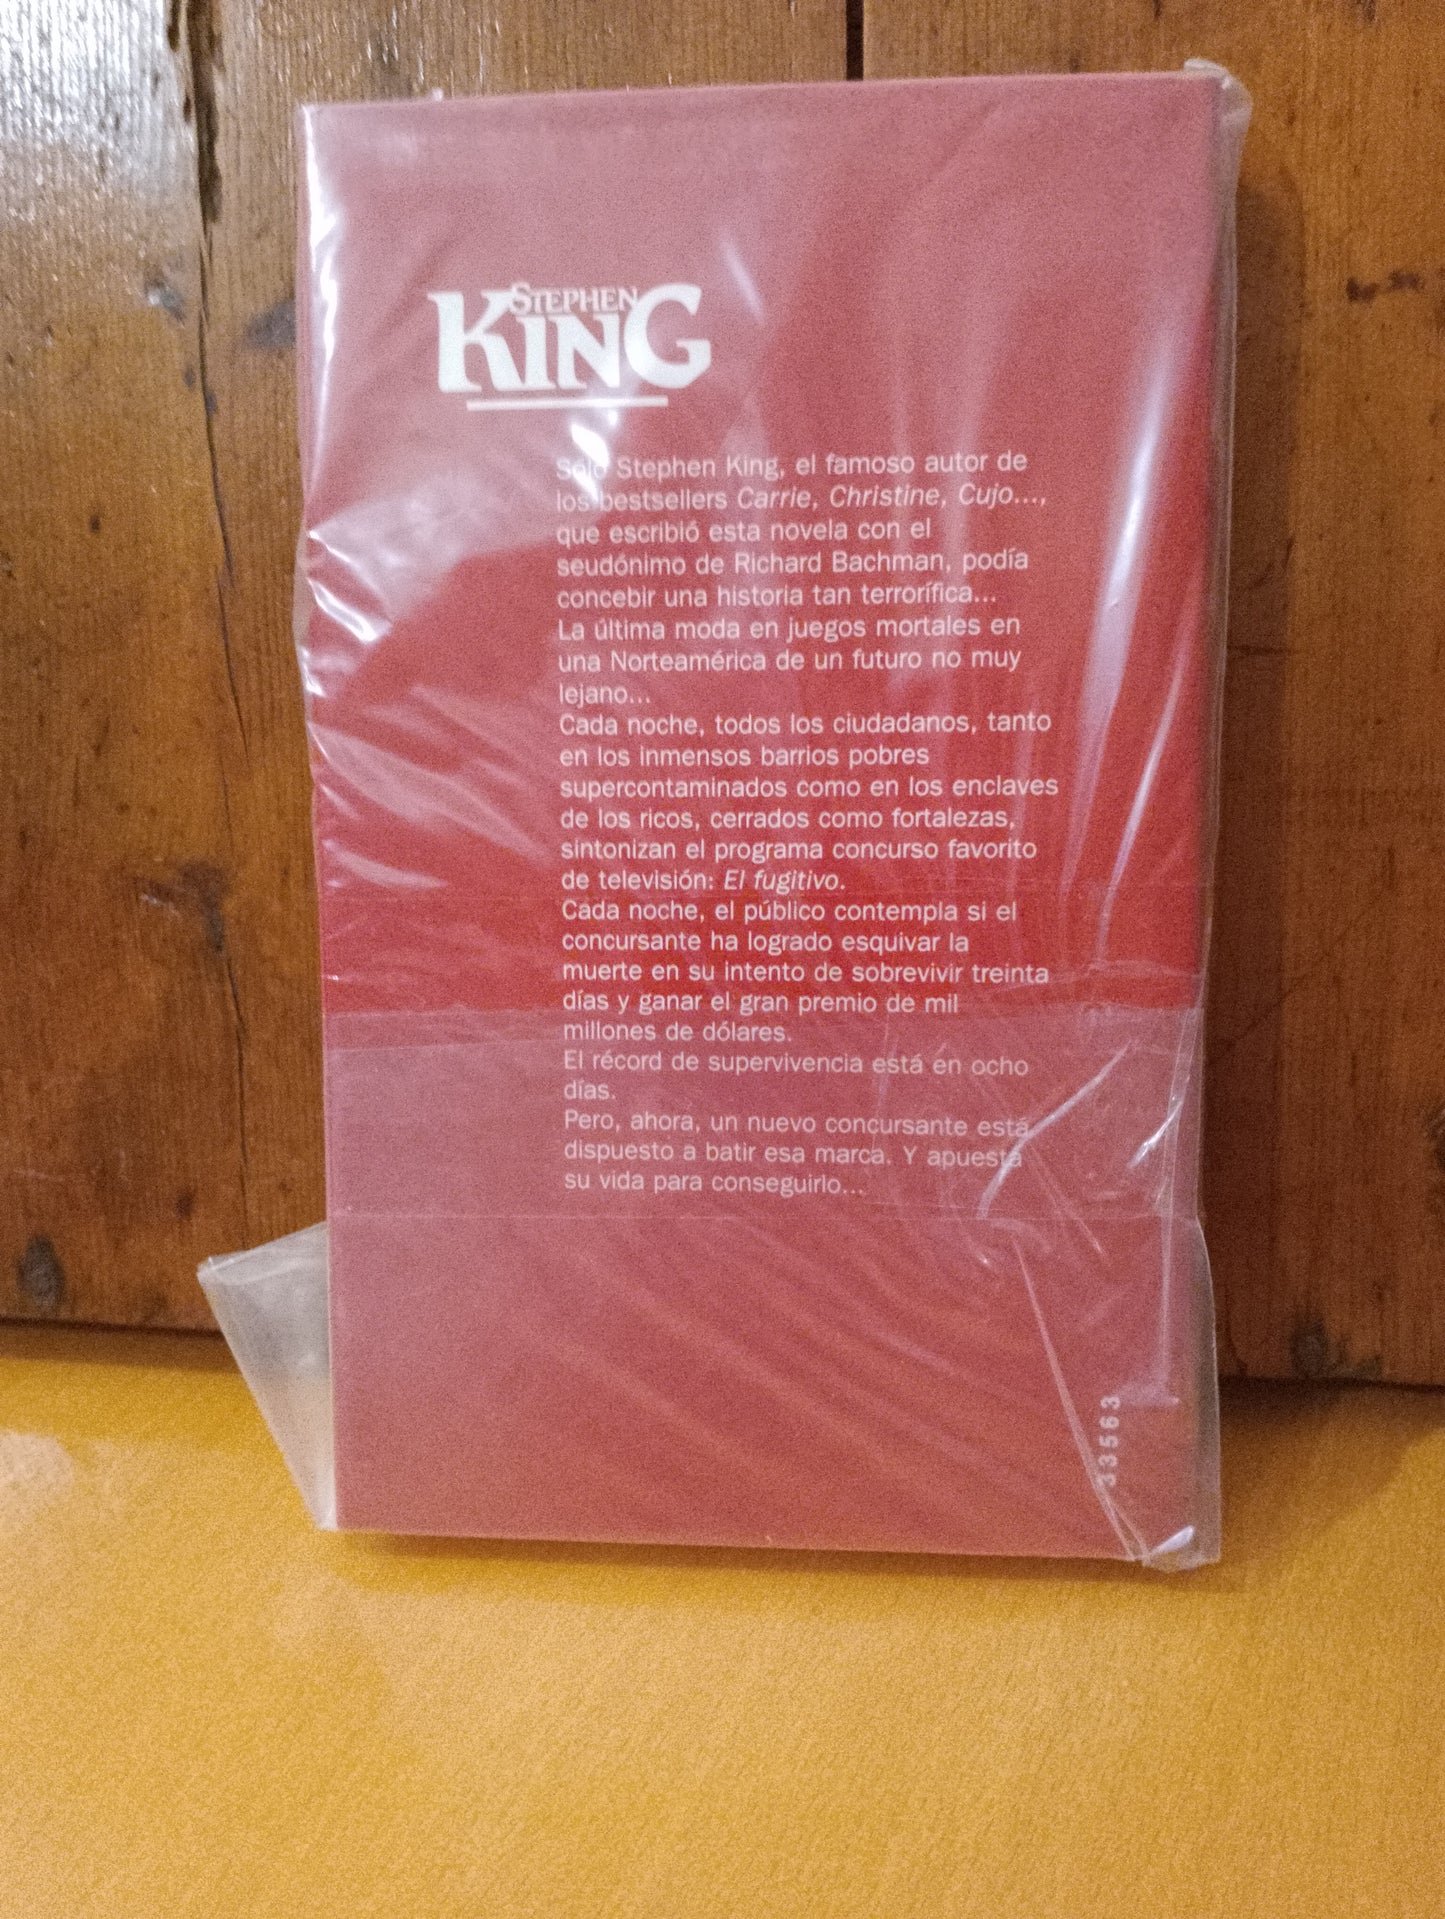 STEPHEN
KING
Sólo Stephen King, el famoso autor de
los bestsellers Carrie, Christine, Cujo...,
que escribió esta novela con el
seudónimo de Richard Bachman, podía
concebir una historia tan terrorífica...
La última moda en juegos mortales en
una Norteamérica de un futuro no muy
lejano...
Cada noche, todos los ciudadanos, tanto
en los inmensos barrios pobres
supercontaminados como en los enclaves
de los ricos, cerrados como fortalezas,
sintonizan el programa concurso favorito
de televisión: El fugitivo.
Cada noche, el público contempla si el
concursante ha logrado esquivar la
muerte en su intento de sobrevivir treinta
días y ganar el gran premio de mil
millones de dólares.
El récord de supervivencia está en ocho
días.
Pero, ahora, un nuevo concursante está
dispuesto a batir esa marca. Y apuesta
su vida para conseguirlo...
33563